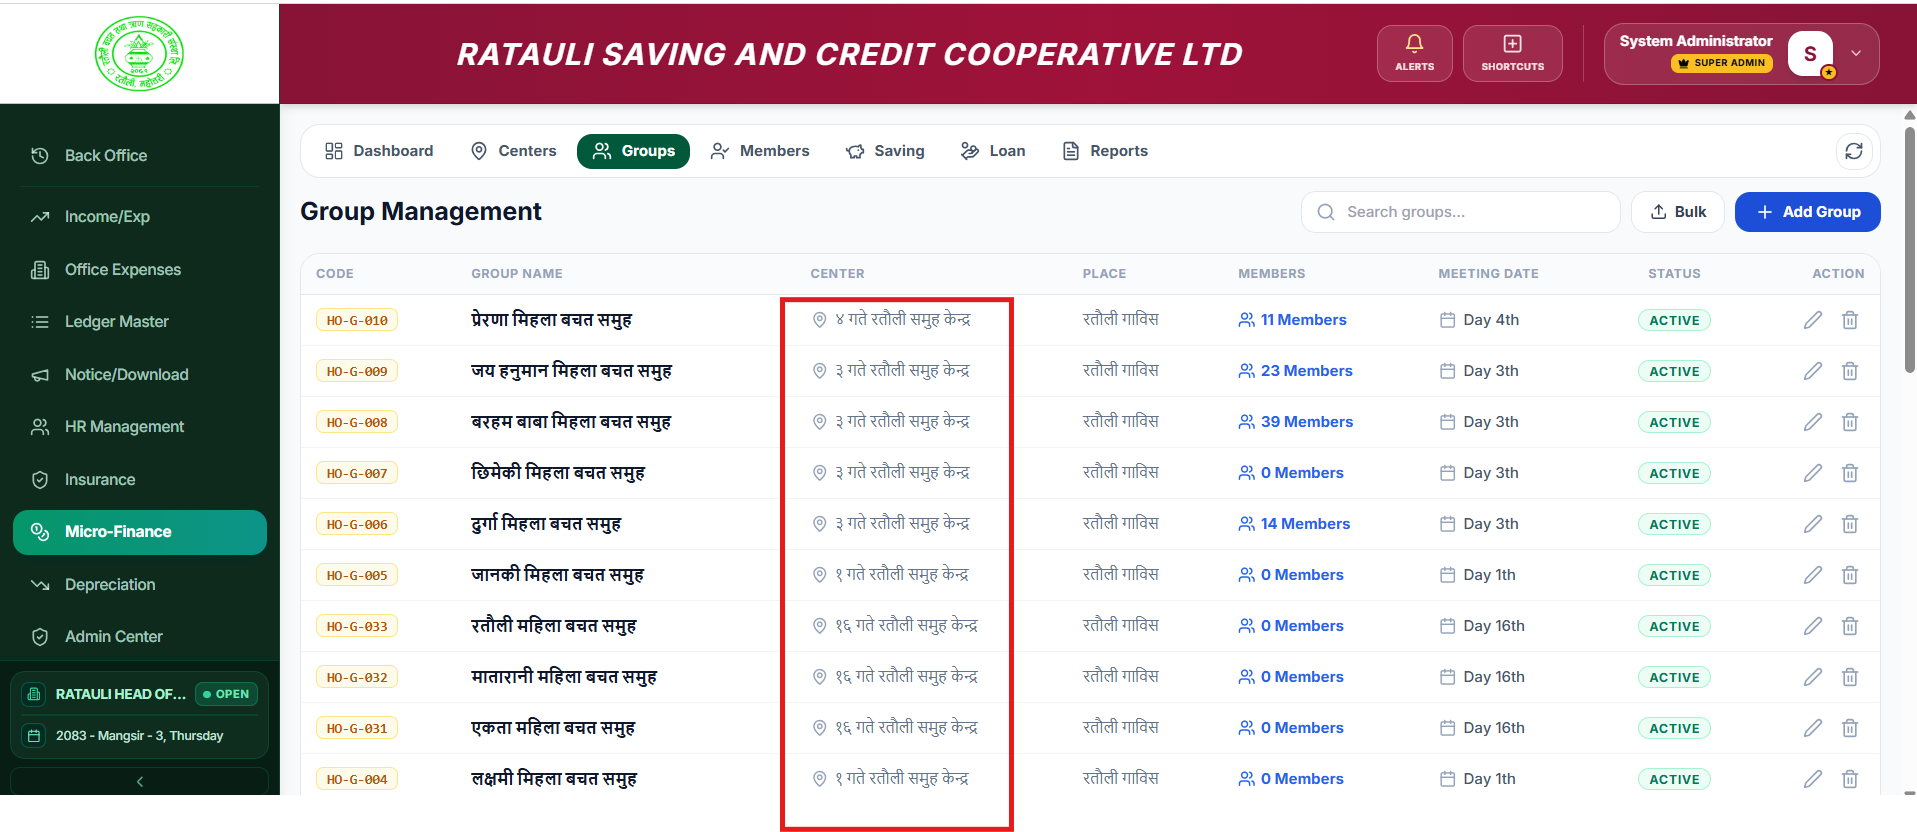 RATAULI SAVING AND CREDIT COOPERATIVE LTD
ALERTS
SHORTCUTS
System Administrator
SUPER ADMIN
S
Back Office
Income/Exp
Office Expenses
Ledger Master
Notice/Download
HR Management
Insurance
Micro-Finance
Depreciation
Admin Center
RATAULI HEAD OF... OPEN
2083 - Mangsir - 3, Thursday
Dashboard Centers Groups Members Saving Loan Reports
Group Management
Search groups...
Bulk
Add Group
CODE GROUP NAME CENTER PLACE MEMBERS MEETING DATE STATUS ACTION
HO-G-010 प्रेरणा मिहला बचत समुह ४ गते रतौली समुह केन्द्र रतौली गाविस 11 Members Day 4th ACTIVE
HO-G-009 जय हनुमान मिहला बचत समुह ३ गते रतौली समुह केन्द्र रतौली गाविस 23 Members Day 3th ACTIVE
HO-G-008 बरहम बाबा मिहला बचत समुह ३ गते रतौली समुह केन्द्र रतौली गाविस 39 Members Day 3th ACTIVE
HO-G-007 छिमेकी मिहला बचत समुह ३ गते रतौली समुह केन्द्र रतौली गाविस 0 Members Day 3th ACTIVE
HO-G-006 दुर्गा मिहला बचत समुह ३ गते रतौली समुह केन्द्र रतौली गाविस 14 Members Day 3th ACTIVE
HO-G-005 जानकी मिहला बचत समुह १ गते रतौली समुह केन्द्र रतौली गाविस 0 Members Day 1th ACTIVE
HO-G-033 रतौली महिला बचत समुह १६ गते रतौली समुह केन्द्र रतौली गाविस 0 Members Day 16th ACTIVE
HO-G-032 मातारानी महिला बचत समुह १६ गते रतौली समुह केन्द्र रतौली गाविस 0 Members Day 16th ACTIVE
HO-G-031 एकता महिला बचत समुह १६ गते रतौली समुह केन्द्र रतौली गाविस 0 Members Day 16th ACTIVE
HO-G-004 लक्षमी मिहला बचत समुह १ गते रतौली समुह केन्द्र रतौली गाविस 0 Members Day 1th ACTIVE